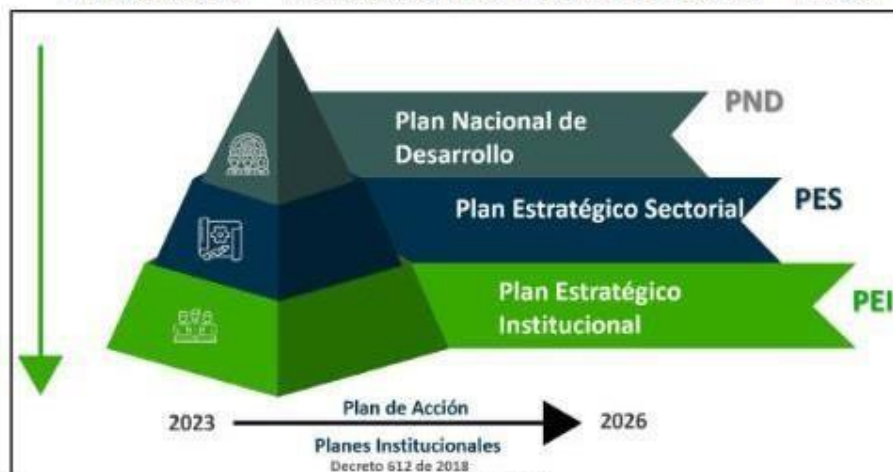 Plan Nacional de
Desarrollo
PND
Plan Estratégico Sectorial
PES
Plan Estratégico
Institucional
PEI
2023
Plan de Acción
2026
Planes Institucionales
Decreto 612 de 2018